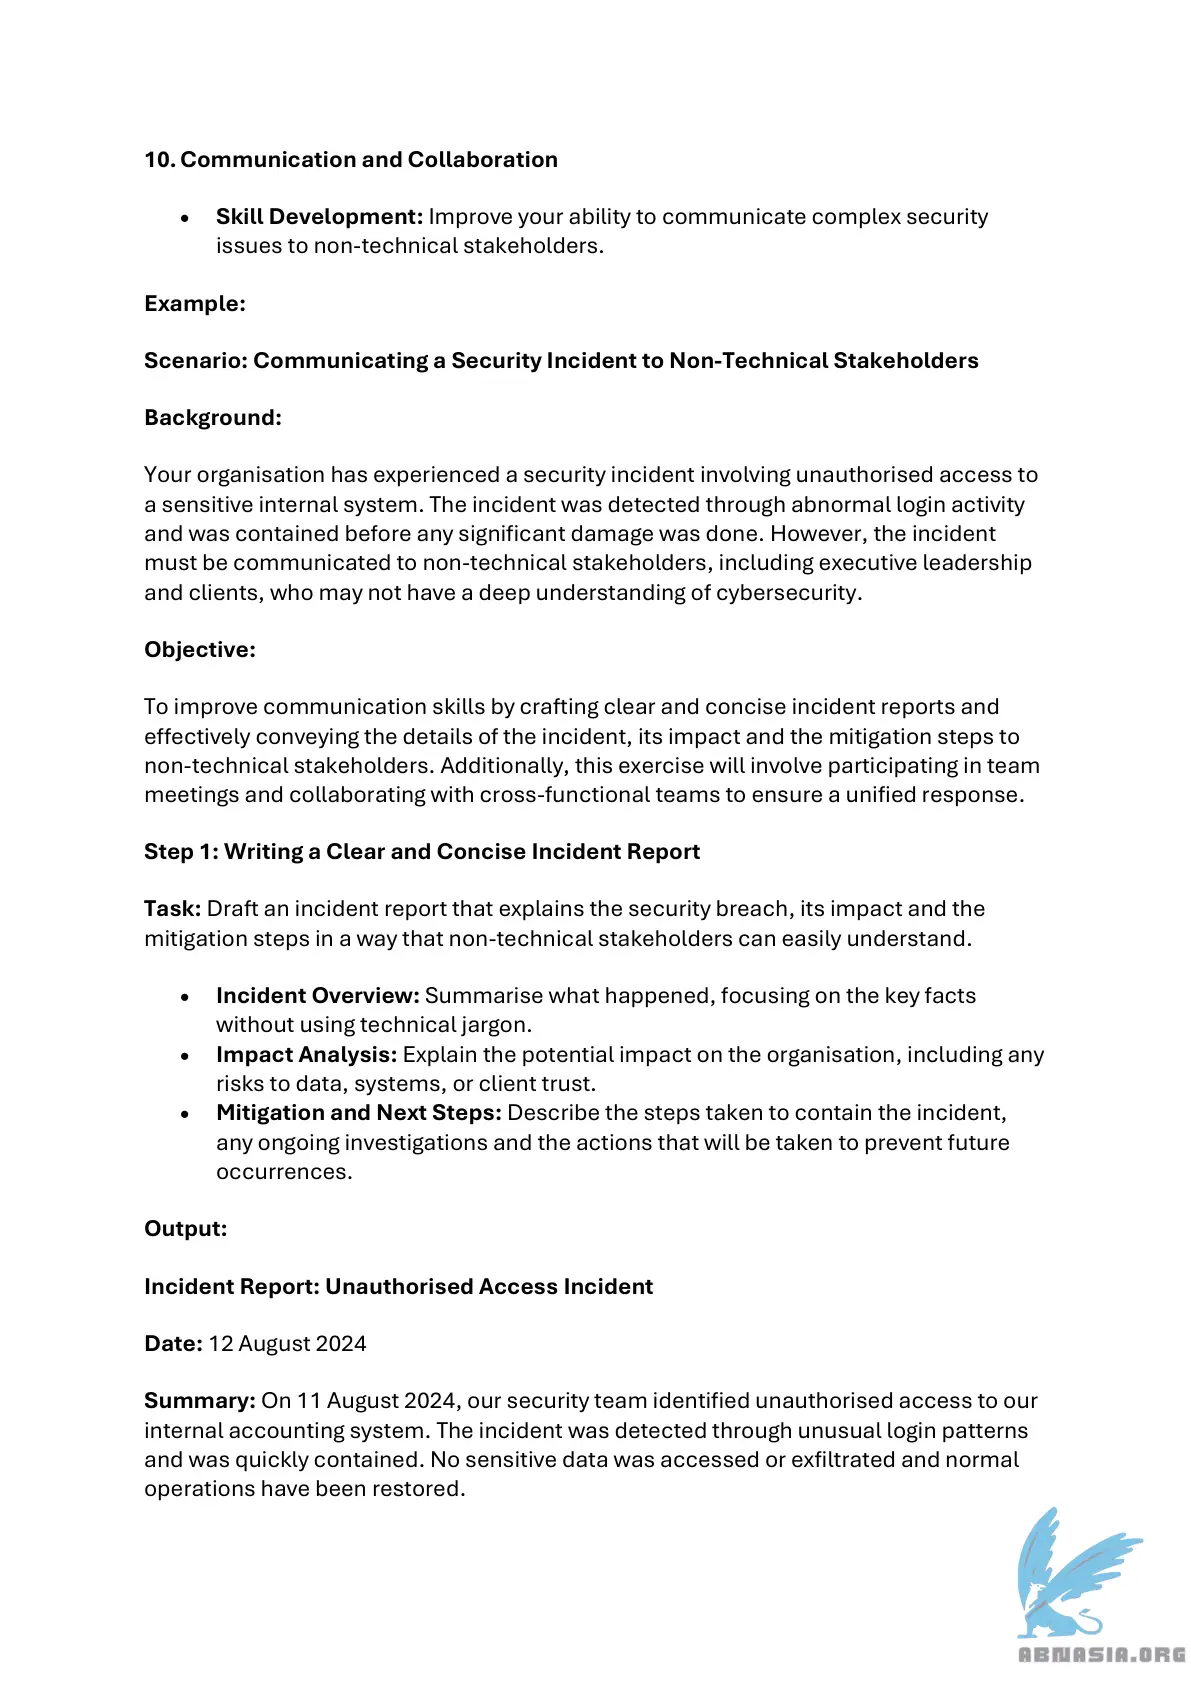 10. Communication and Collaboration
• Skill Development: Improve your ability to communicate complex security
issues to non-technical stakeholders.
Example:
Scenario: Communicating a Security Incident to Non-Technical Stakeholders
Background:
Your organisation has experienced a security incident involving unauthorised access to
a sensitive internal system. The incident was detected through abnormal login activity
and was contained before any significant damage was done. However, the incident
must be communicated to non-technical stakeholders, including executive leadership
and clients, who may not have a deep understanding of cybersecurity.
Objective:
To improve communication skills by crafting clear and concise incident reports and
effectively conveying the details of the incident, its impact and the mitigation steps to
non-technical stakeholders. Additionally, this exercise will involve participating in team
meetings and collaborating with cross-functional teams to ensure a unified response.
Step 1: Writing a Clear and Concise Incident Report
Task: Draft an incident report that explains the security breach, its impact and the
mitigation steps in a way that non-technical stakeholders can easily understand.
• Incident Overview: Summarise what happened, focusing on the key facts
without using technical jargon.
• Impact Analysis: Explain the potential impact on the organisation, including any
risks to data, systems, or client trust.
• Mitigation and Next Steps: Describe the steps taken to contain the incident,
any ongoing investigations and the actions that will be taken to prevent future
occurrences.
Output:
Incident Report: Unauthorised Access Incident
Date: 12 August 2024
Summary: On 11 August 2024, our security team identified unauthorised access to our
internal accounting system. The incident was detected through unusual login patterns
and was quickly contained. No sensitive data was accessed or exfiltrated and normal
operations have been restored.
ABNASIA.ORG